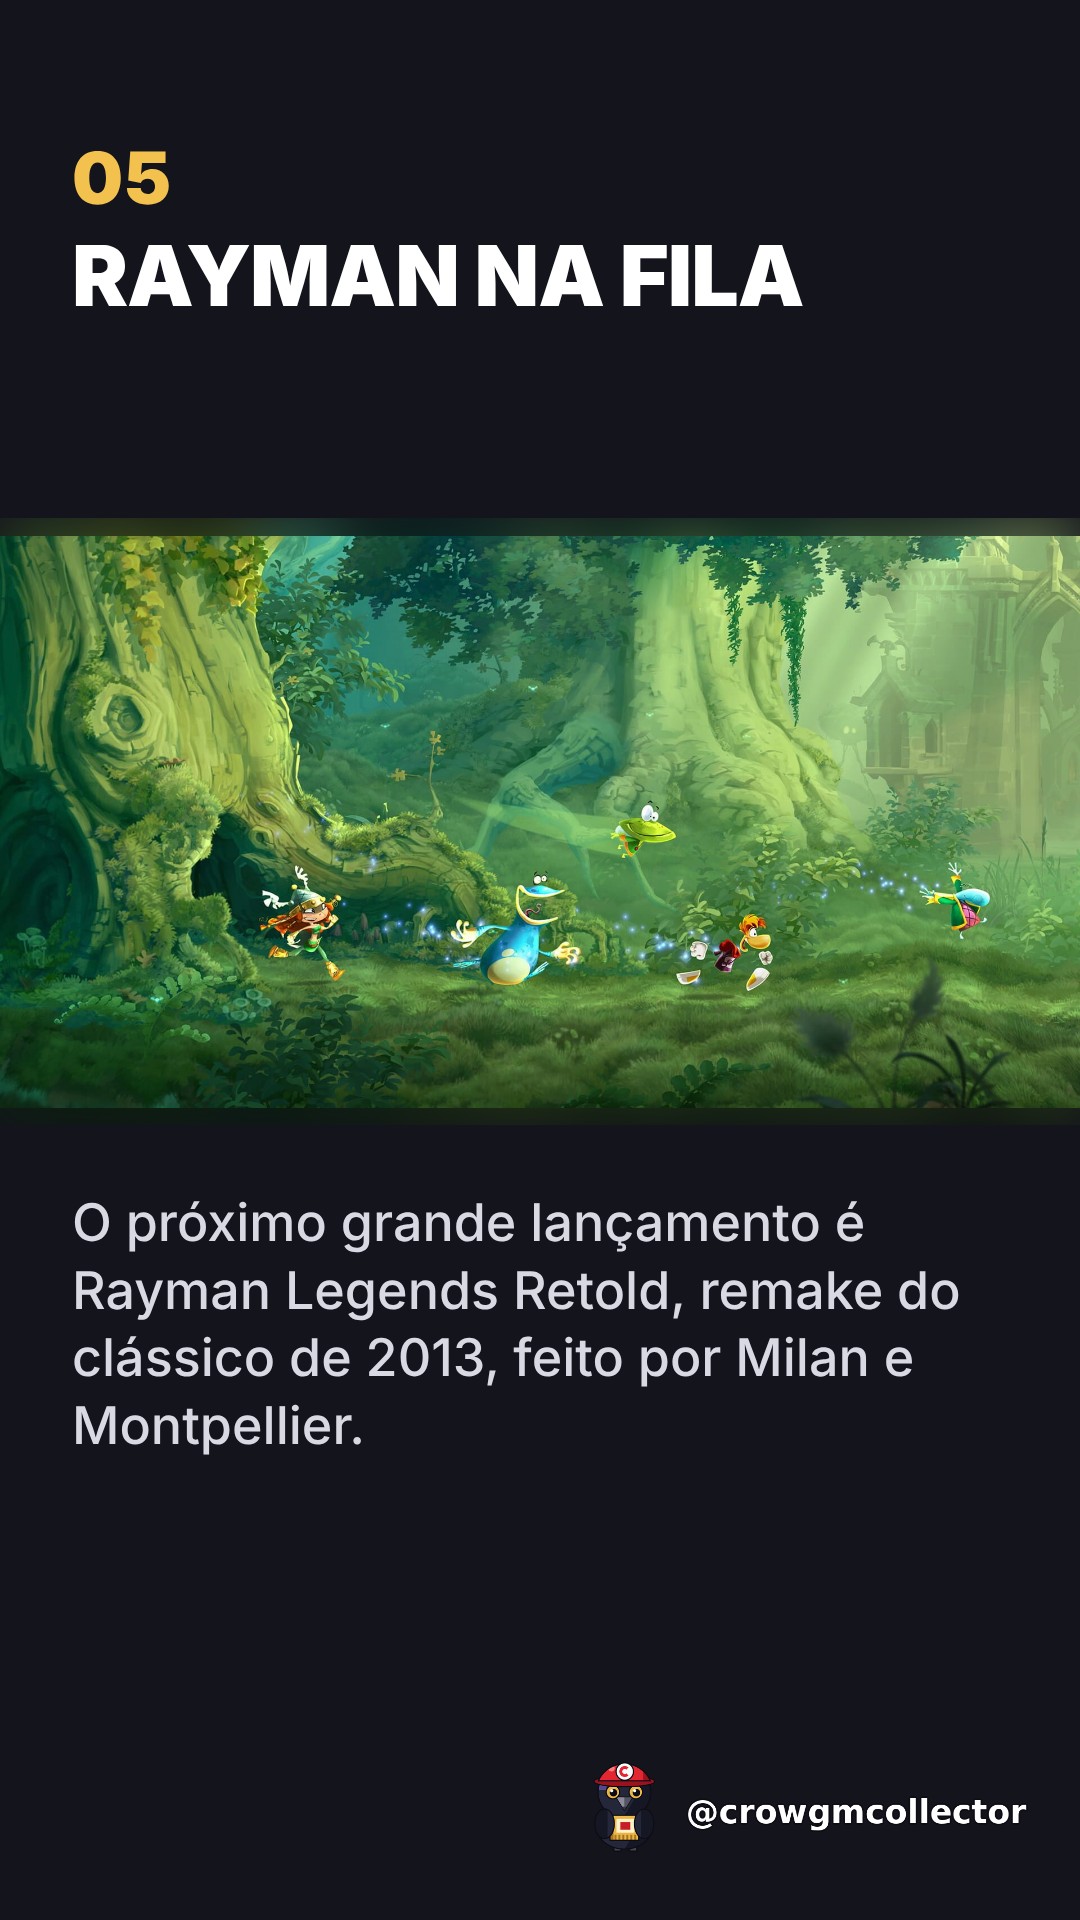 05
RAYMAN NA FILA
O próximo grande lançamento é
Rayman Legends Retold, remake do
clássico de 2013, feito por Milan e
Montpellier.
C
@crowgmcollector